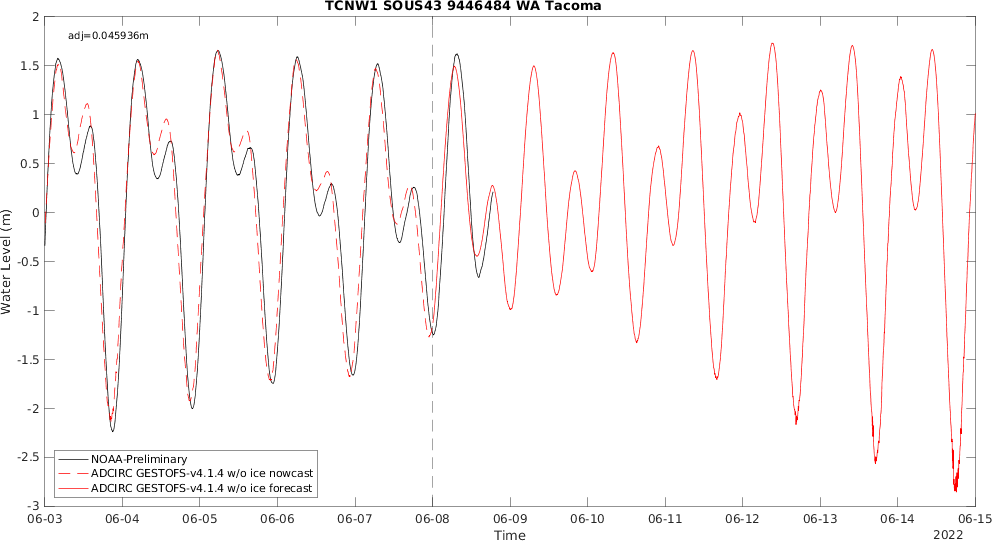 TCNW1 SOUS43 9446484 WA Tacoma
adj=0.045936m
2
1.5
1
0.5
0
-0.5
-1
-1.5
-2
-2.5
-3
Water Level (m)
NOAA-Preliminary
ADCIRC GESTOFS-v4.1.4 w/o ice nowcast
ADCIRC GESTOFS-v4.1.4 w/o ice forecast
06-03 06-04 06-05 06-06 06-07 06-08 06-09 06-10 06-11 06-12 06-13 06-14 06-15
Time
2022